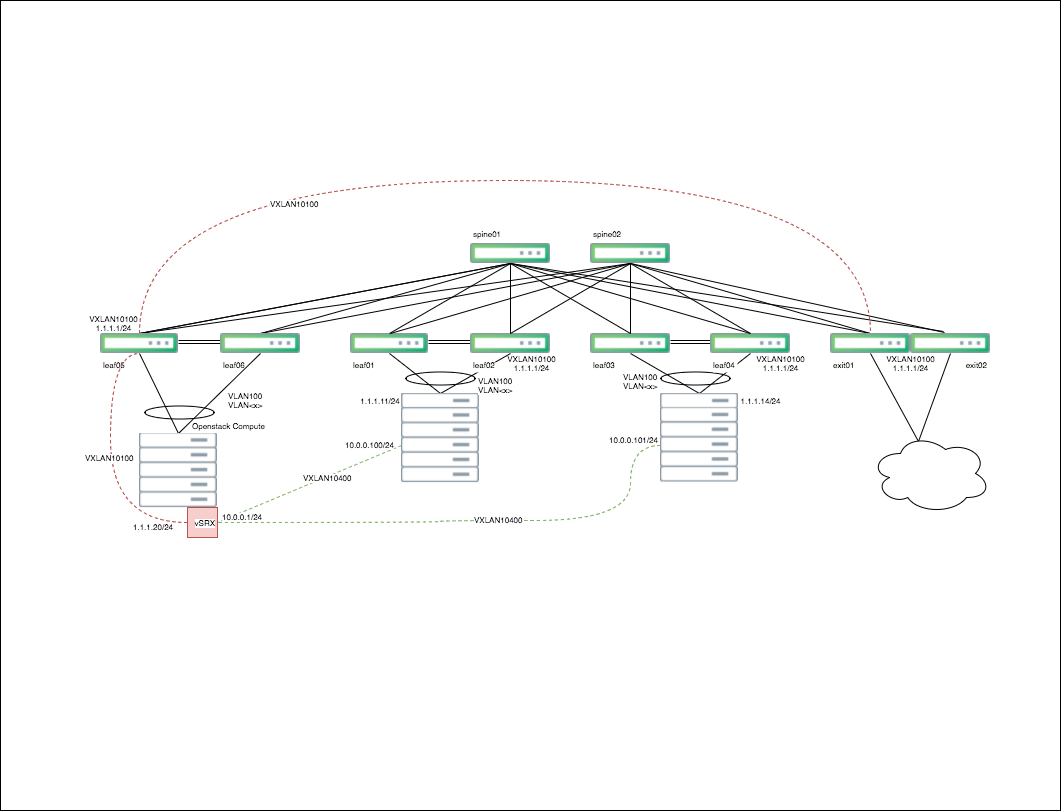 VXLAN10100
spine01
spine02
VXLAN10100
1.1.1.1/24
leaf05
leaf06
leaf01
leaf02
VXLAN10100
1.1.1.1/24
leaf03
leaf04
VXLAN10100
1.1.1.1/24
exit01
VXLAN10100
1.1.1.1/24
exit02
VLAN100
VLAN<x>
VLAN100
VLAN<x>
VLAN100
VLAN<x>
Openstack Compute
1.1.1.11/24
1.1.1.14/24
10.0.0.100/24
10.0.0.101/24
VXLAN10100
VXLAN10400
10.0.0.1/24
1.1.1.20/24
vSRX
VXLAN10400